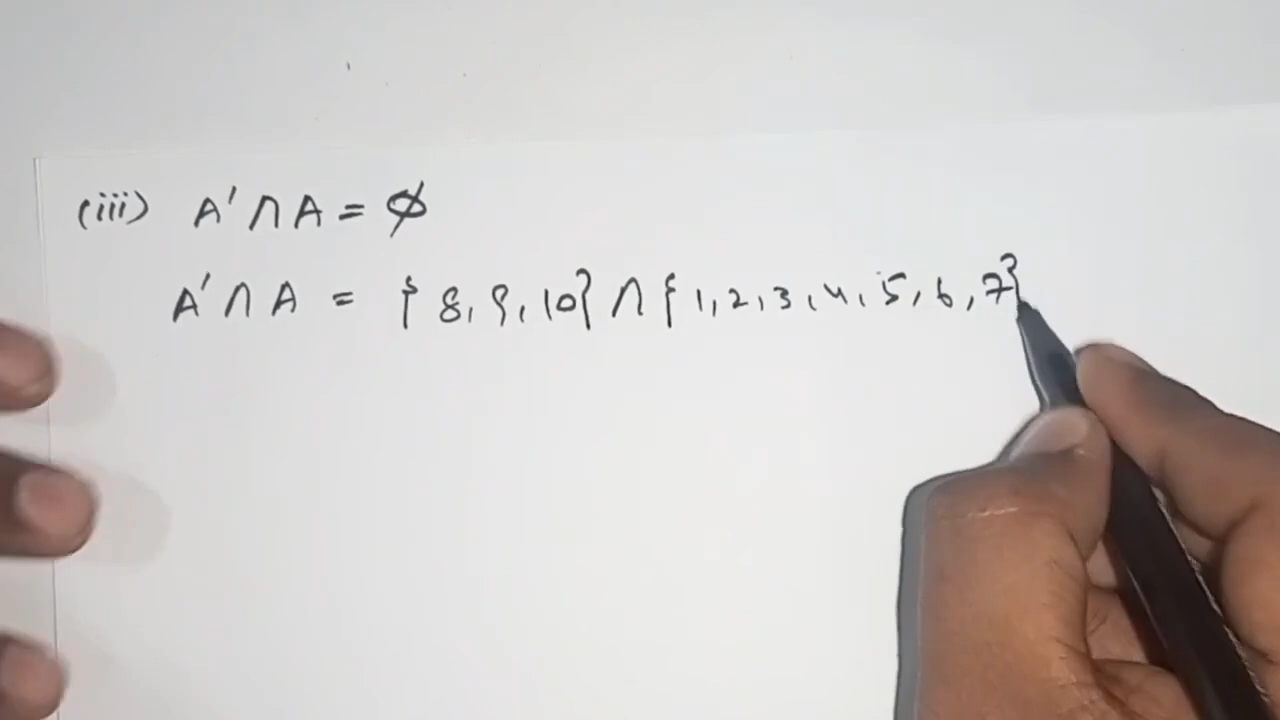 (iii) A' ∩ A = ∅
A' ∩ A = { 8, 9, 10} ∩ { 1, 2, 3, 4, 5, 6, 7}